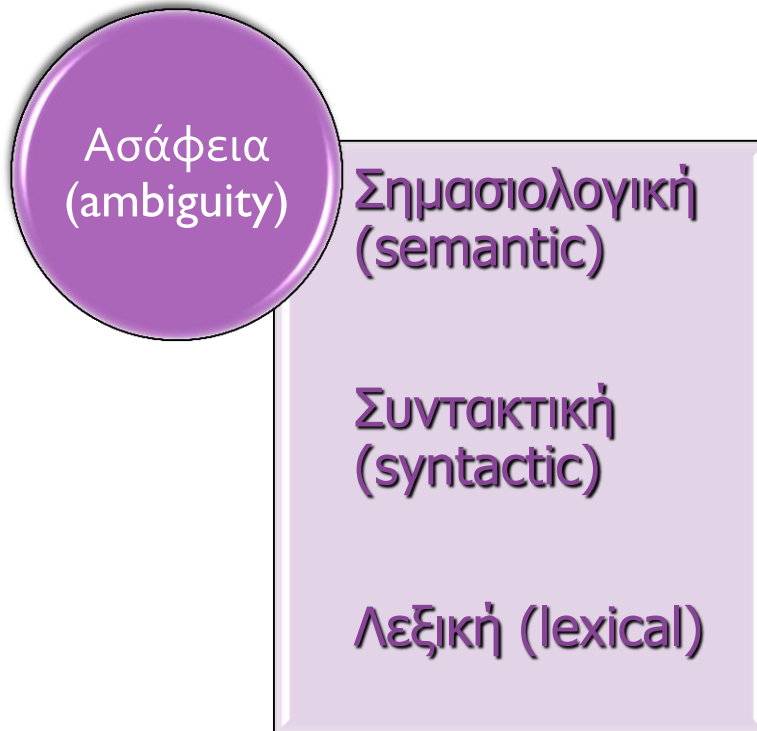 Ασάφεια
(ambiguity)
Σημασιολογική
(semantic)
Συντακτική
(syntactic)
Λεξική (lexical)